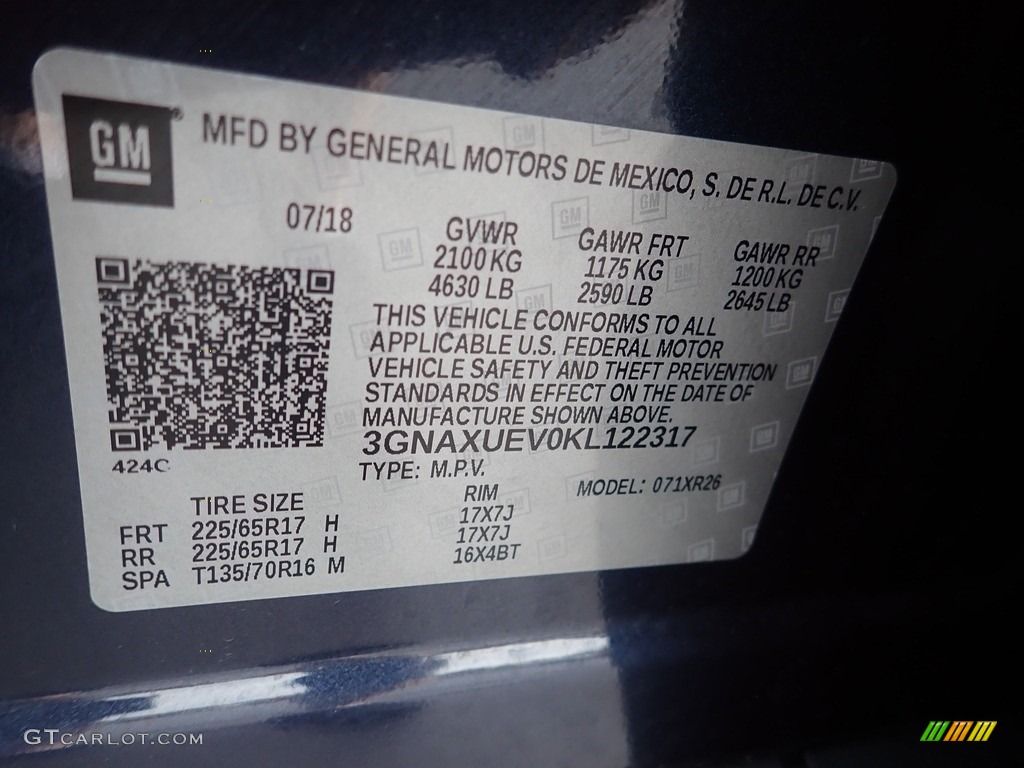 GM® MFD BY GENERAL MOTORS DE MEXICO, S. DE R.L. DE C.V.
07/18 GVWR GAWR FRT GAWR RR
2100 KG 1175 KG 1200 KG
4630 LB 2590 LB 2645 LB
THIS VEHICLE CONFORMS TO ALL
APPLICABLE U.S. FEDERAL MOTOR
VEHICLE SAFETY AND THEFT PREVENTION
STANDARDS IN EFFECT ON THE DATE OF
MANUFACTURE SHOWN ABOVE.
3GNAXUEV0KL122317
424C
TYPE: M.P.V.
MODEL: 071XR26
TIRE SIZE RIM
FRT 225/65R17 H 17X7J
RR 225/65R17 H 17X7J
SPA T135/70R16 M 16X4BT
GTCARLOT.COM